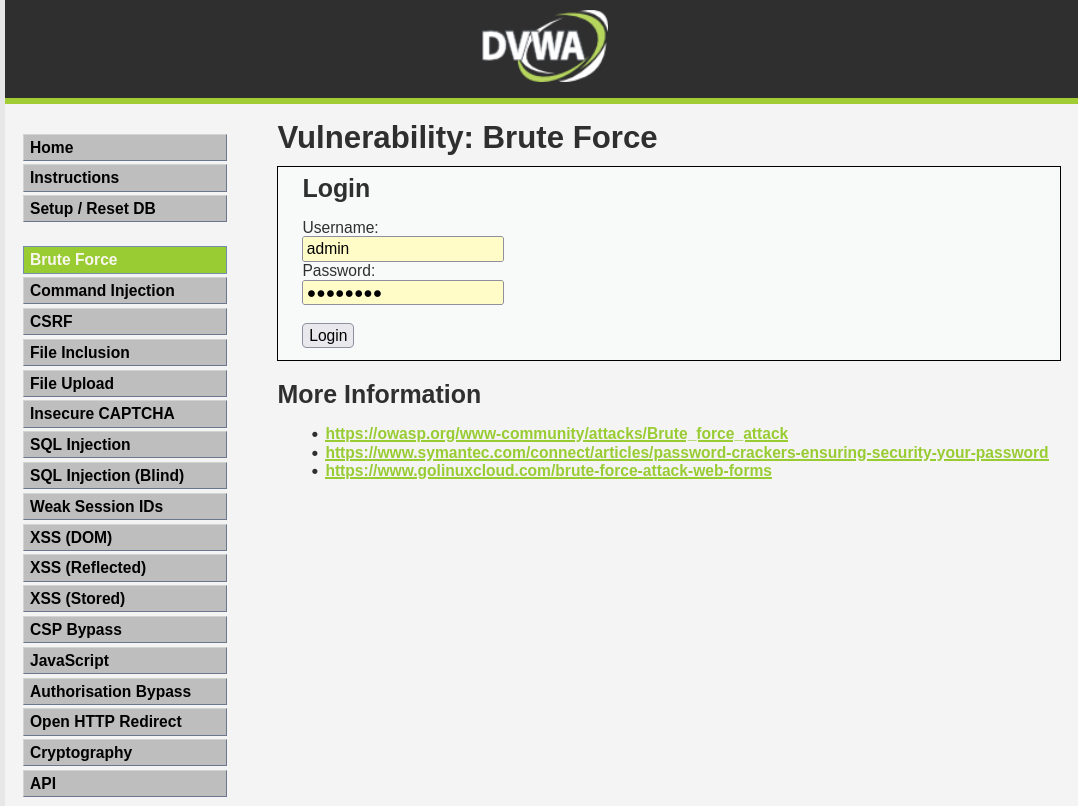 DVWA
Home
Instructions
Setup / Reset DB
Brute Force
Command Injection
CSRF
File Inclusion
File Upload
Insecure CAPTCHA
SQL Injection
SQL Injection (Blind)
Weak Session IDs
XSS (DOM)
XSS (Reflected)
XSS (Stored)
CSP Bypass
JavaScript
Authorisation Bypass
Open HTTP Redirect
Cryptography
API
Vulnerability: Brute Force
Login
Username:
admin
Password:
●●●●●●●●
Login
More Information
• https://owasp.org/www-community/attacks/Brute_force_attack
• https://www.symantec.com/connect/articles/password-crackers-ensuring-security-your-password
• https://www.golinuxcloud.com/brute-force-attack-web-forms